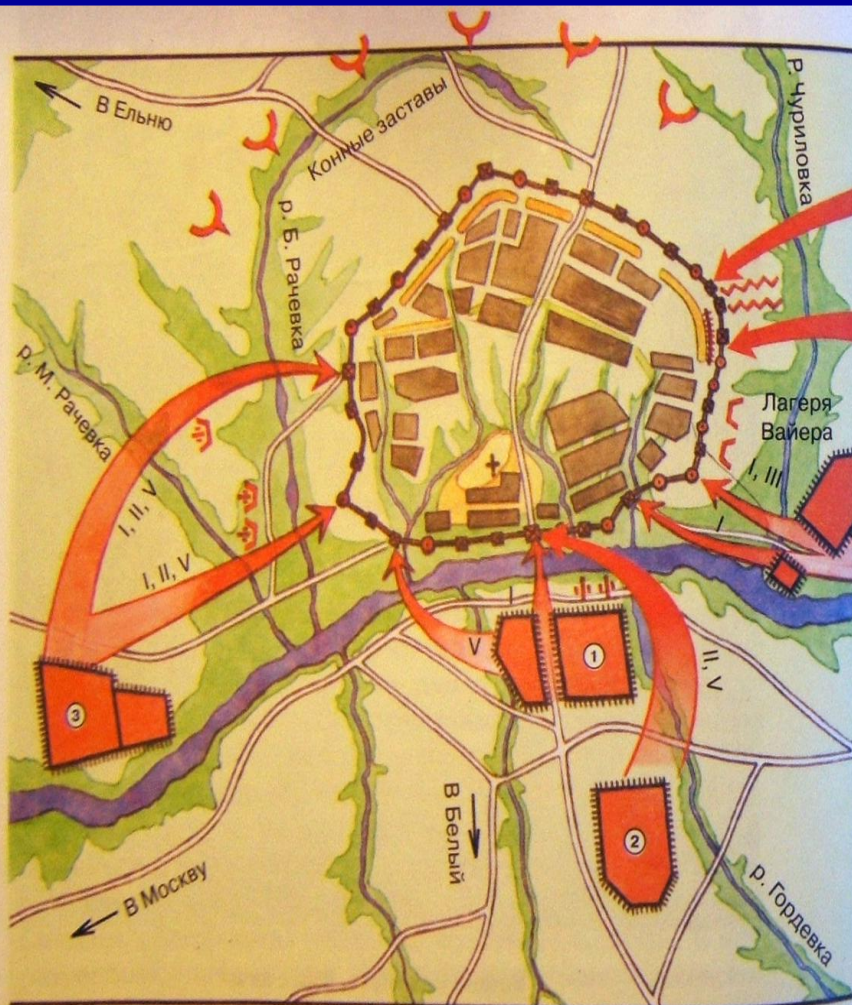 В Ельню
Конные заставы
Р. Чуриловка
р. Б. Рачевка
р. М. Рачевка
Лагеря
Вайера
I, III
I
I, II, V
I, II, V
I
V
1
II, V
3
2
В Белый
В Москву
р. Гордевка